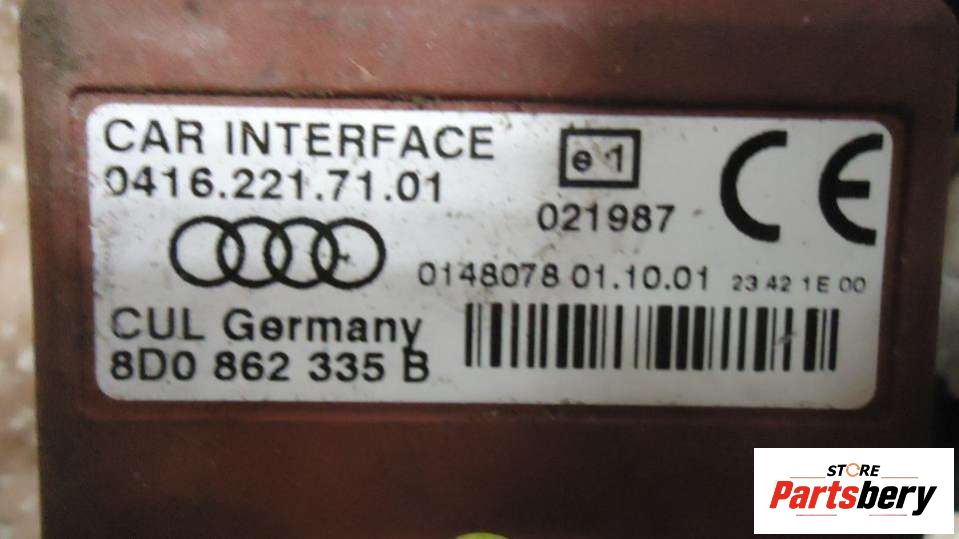 CAR INTERFACE
0416.221.71.01
e 1
021987
CE
0148078 01.10.01 23 42 1E 00
CUL Germany
8D0 862 335 B
STORE
Partsbery